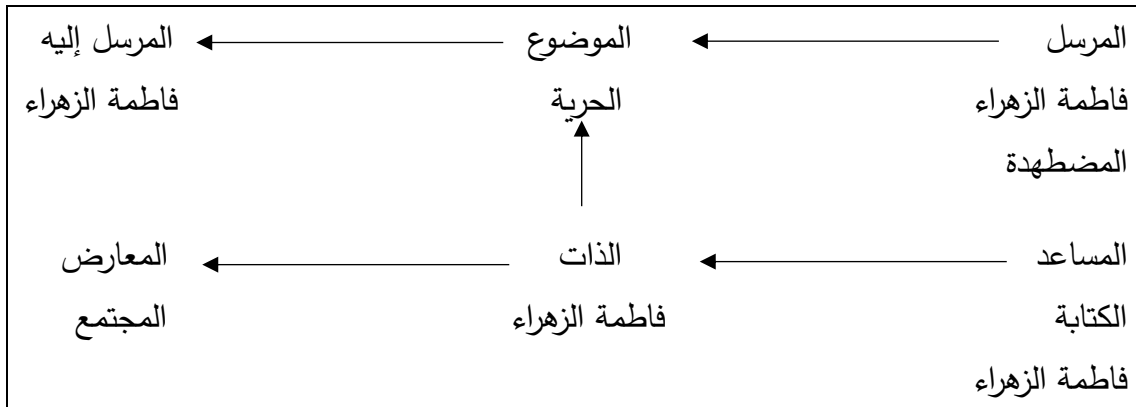 المرسل الموضوع المرسل إليه
فاطمة الزهراء الحرية فاطمة الزهراء
المضطهدة
المساعد الذات المعارض
الكتابة فاطمة الزهراء المجتمع
فاطمة الزهراء